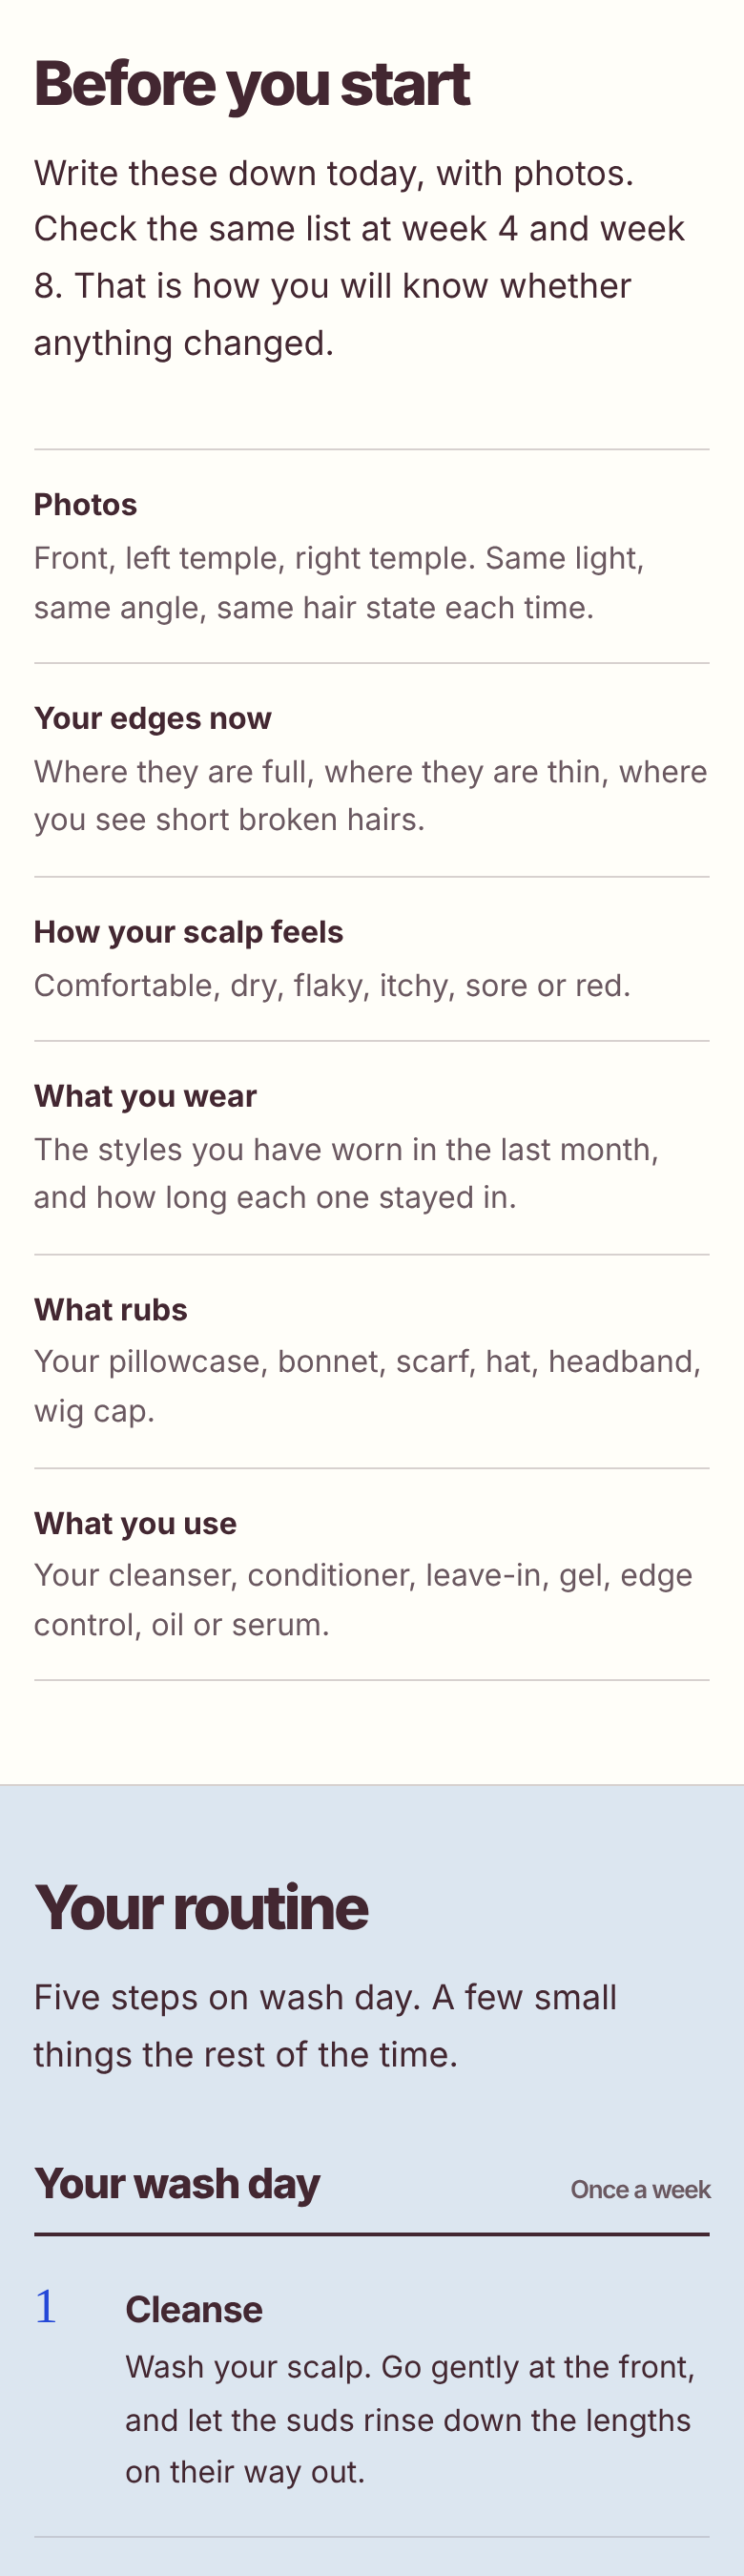 Before you start
Write these down today, with photos.
Check the same list at week 4 and week
8. That is how you will know whether
anything changed.
Photos
Front, left temple, right temple. Same light,
same angle, same hair state each time.
Your edges now
Where they are full, where they are thin, where
you see short broken hairs.
How your scalp feels
Comfortable, dry, flaky, itchy, sore or red.
What you wear
The styles you have worn in the last month,
and how long each one stayed in.
What rubs
Your pillowcase, bonnet, scarf, hat, headband,
wig cap.
What you use
Your cleanser, conditioner, leave-in, gel, edge
control, oil or serum.
Your routine
Five steps on wash day. A few small
things the rest of the time.
Your wash day
Once a week
1
Cleanse
Wash your scalp. Go gently at the front,
and let the suds rinse down the lengths
on their way out.